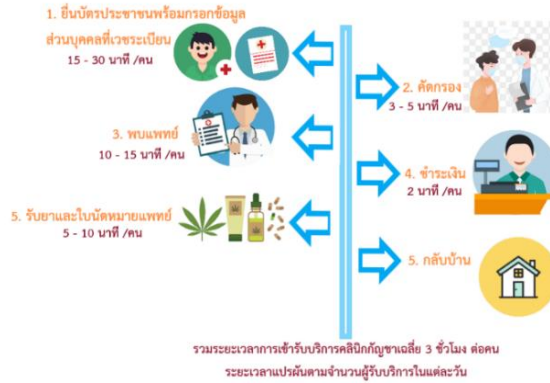 1. ยื่นบัตรประชาชนพร้อมกรอกข้อมูล
ส่วนบุคคลที่เวชระเบียน
15 - 30 นาที /คน
2. คัดกรอง
3 - 5 นาที /คน
3. พบแพทย์
10 - 15 นาที /คน
4. ชำระเงิน
2 นาที /คน
5. รับยาและใบนัดหมายแพทย์
5 - 10 นาที /คน
5. กลับบ้าน
รวมระยะเวลาการเข้ารับบริการคลินิกกัญชาเฉลี่ย 3 ชั่วโมง ต่อคน
ระยะเวลาแปรผันตามจำนวนผู้รับบริการในแต่ละวัน